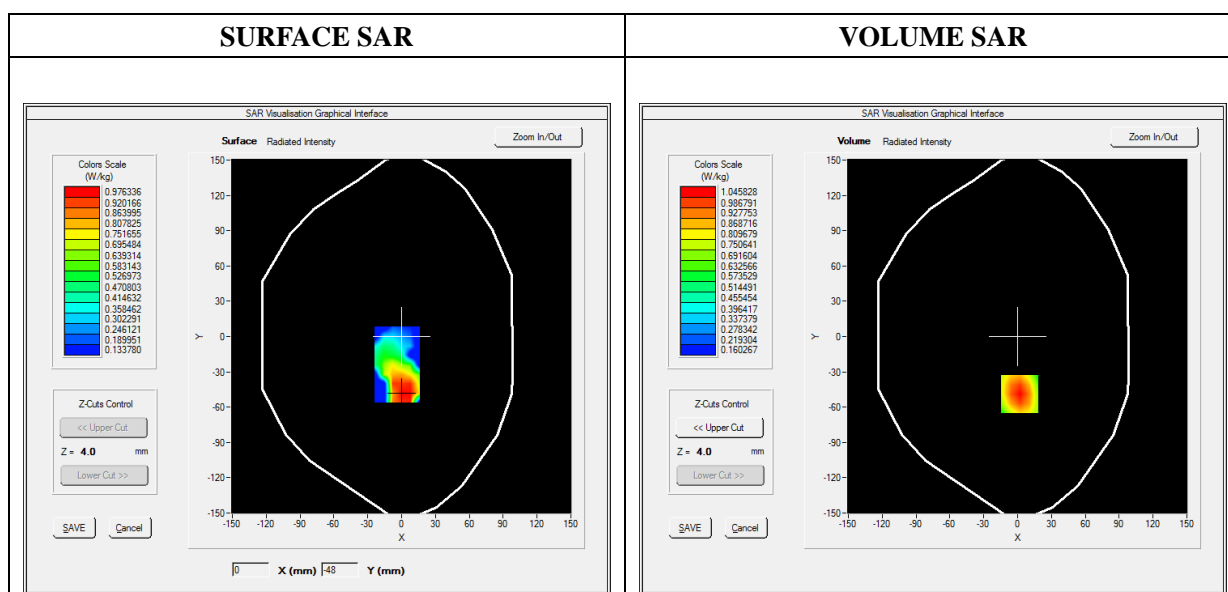 SURFACE SAR
VOLUME SAR
SAR Visualisation Graphical Interface
Surface Radiated Intensity
Zoom In/Out
Colors Scale
(W/kg)
0.976336
0.920166
0.863995
0.807825
0.751655
0.695484
0.639314
0.583143
0.526973
0.470803
0.414632
0.358462
0.302291
0.246121
0.189951
0.133780
Z-Cuts Control
<< Upper Cut
Z = 4.0 mm
Lower Cut >>
SAVE Cancel
150
120
90
60
30
Y 0
-30
-60
-90
-120
-150
-150 -120 -90 -60 -30 0 30 60 90 120 150
X
0 X (mm) -48 Y (mm)
SAR Visualisation Graphical Interface
Volume Radiated Intensity
Zoom In/Out
Colors Scale
(W/kg)
1.045828
0.986791
0.927753
0.868716
0.809679
0.750641
0.691604
0.632566
0.573529
0.514491
0.455454
0.396417
0.337379
0.278342
0.219304
0.160267
Z-Cuts Control
<< Upper Cut
Z = 4.0 mm
Lower Cut >>
SAVE Cancel
150
120
90
60
30
Y 0
-30
-60
-90
-120
-150
-150 -120 -90 -60 -30 0 30 60 90 120 150
X